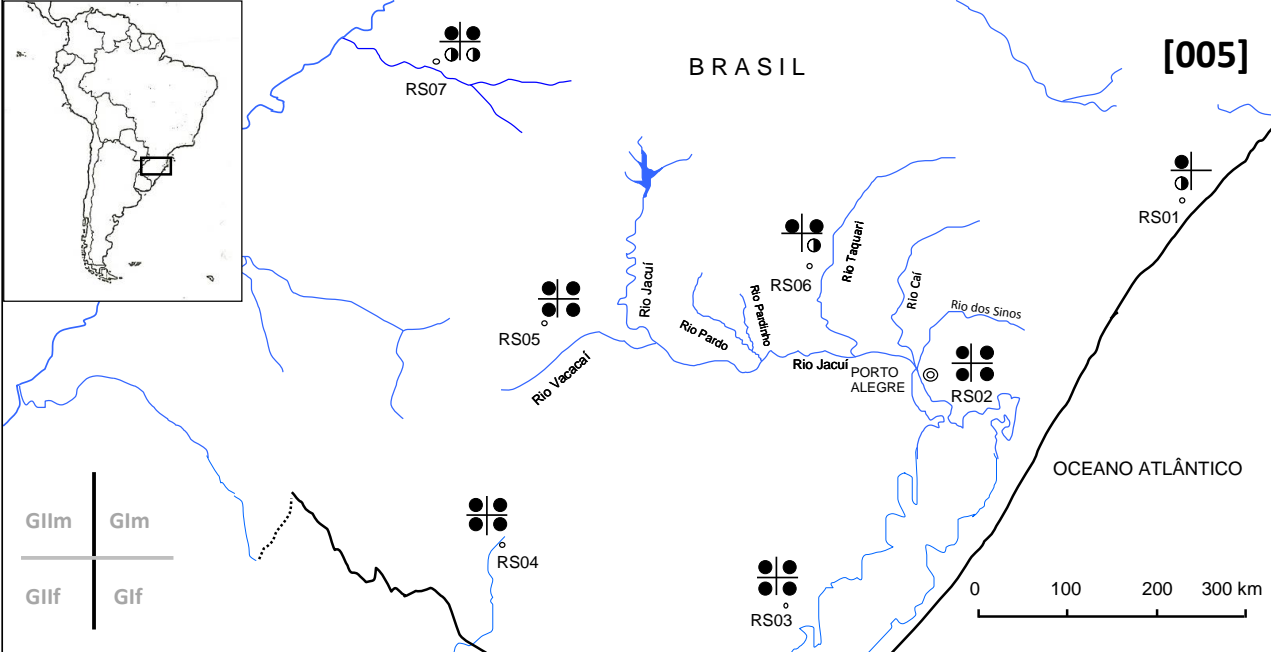 BRASIL
[005]
RS07
RS01
RS06
Rio Taquari
Rio Jacuí
Rio Caí
Rio Pardinho
Rio dos Sinos
RS05
Rio Pardo
Rio Vacacaí
Rio Jacuí
PORTO
ALEGRE
RS02
OCEANO ATLÂNTICO
GIIm
GIm
GIIf
GIf
RS04
RS03
0
100
200
300 km